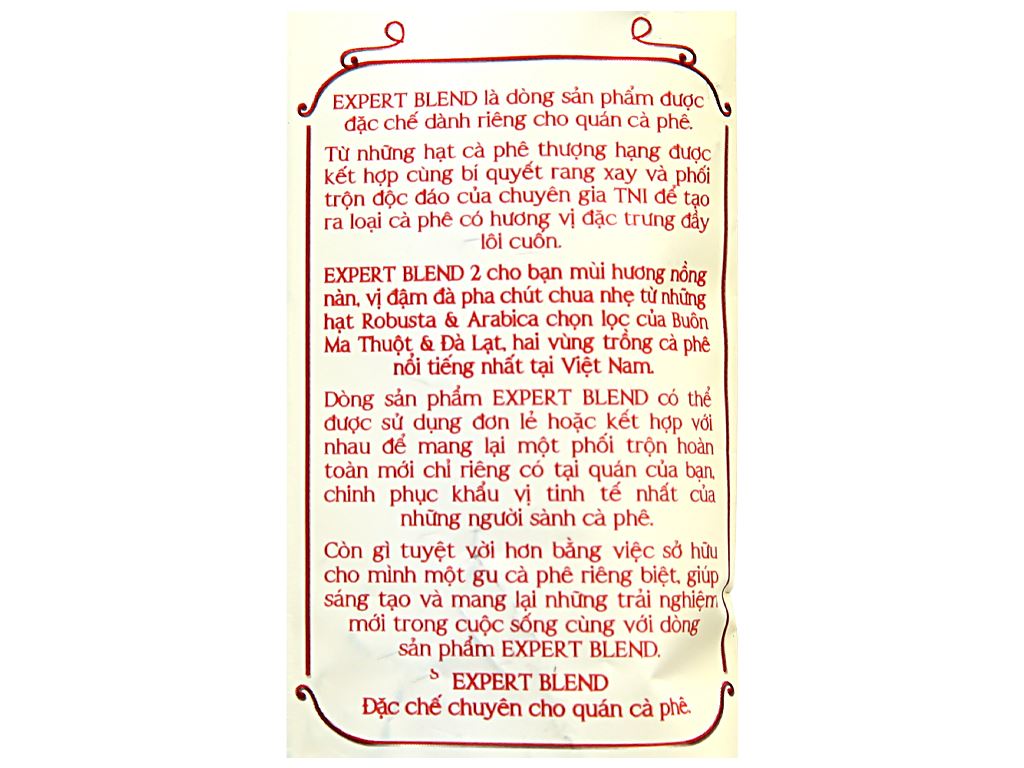 EXPERT BLEND là dòng sản phẩm được
đặc chế dành riêng cho quán cà phê.
Từ những hạt cà phê thượng hạng được
kết hợp cùng bí quyết rang xay và phối
trộn độc đáo của chuyên gia TNI để tạo
ra loại cà phê có hương vị đặc trưng đầy
lôi cuốn.
EXPERT BLEND 2 cho bạn mùi hương nồng
nàn, vị đậm đà pha chút chua nhẹ từ những
hạt Robusta & Arabica chọn lọc của Buôn
Ma Thuột & Đà Lạt, hai vùng trồng cà phê
nổi tiếng nhất tại Việt Nam.
Dòng sản phẩm EXPERT BLEND có thể
được sử dụng đơn lẻ hoặc kết hợp với
nhau để mang lại một phối trộn hoàn
toàn mới chỉ riêng có tại quán của bạn,
chinh phục khẩu vị tinh tế nhất của
những người sành cà phê.
Còn gì tuyệt vời hơn bằng việc sở hữu
cho mình một gu cà phê riêng biệt, giúp
sáng tạo và mang lại những trải nghiệm
mới trong cuộc sống cùng với dòng
sản phẩm EXPERT BLEND.
EXPERT BLEND
Đặc chế chuyên cho quán cà phê.